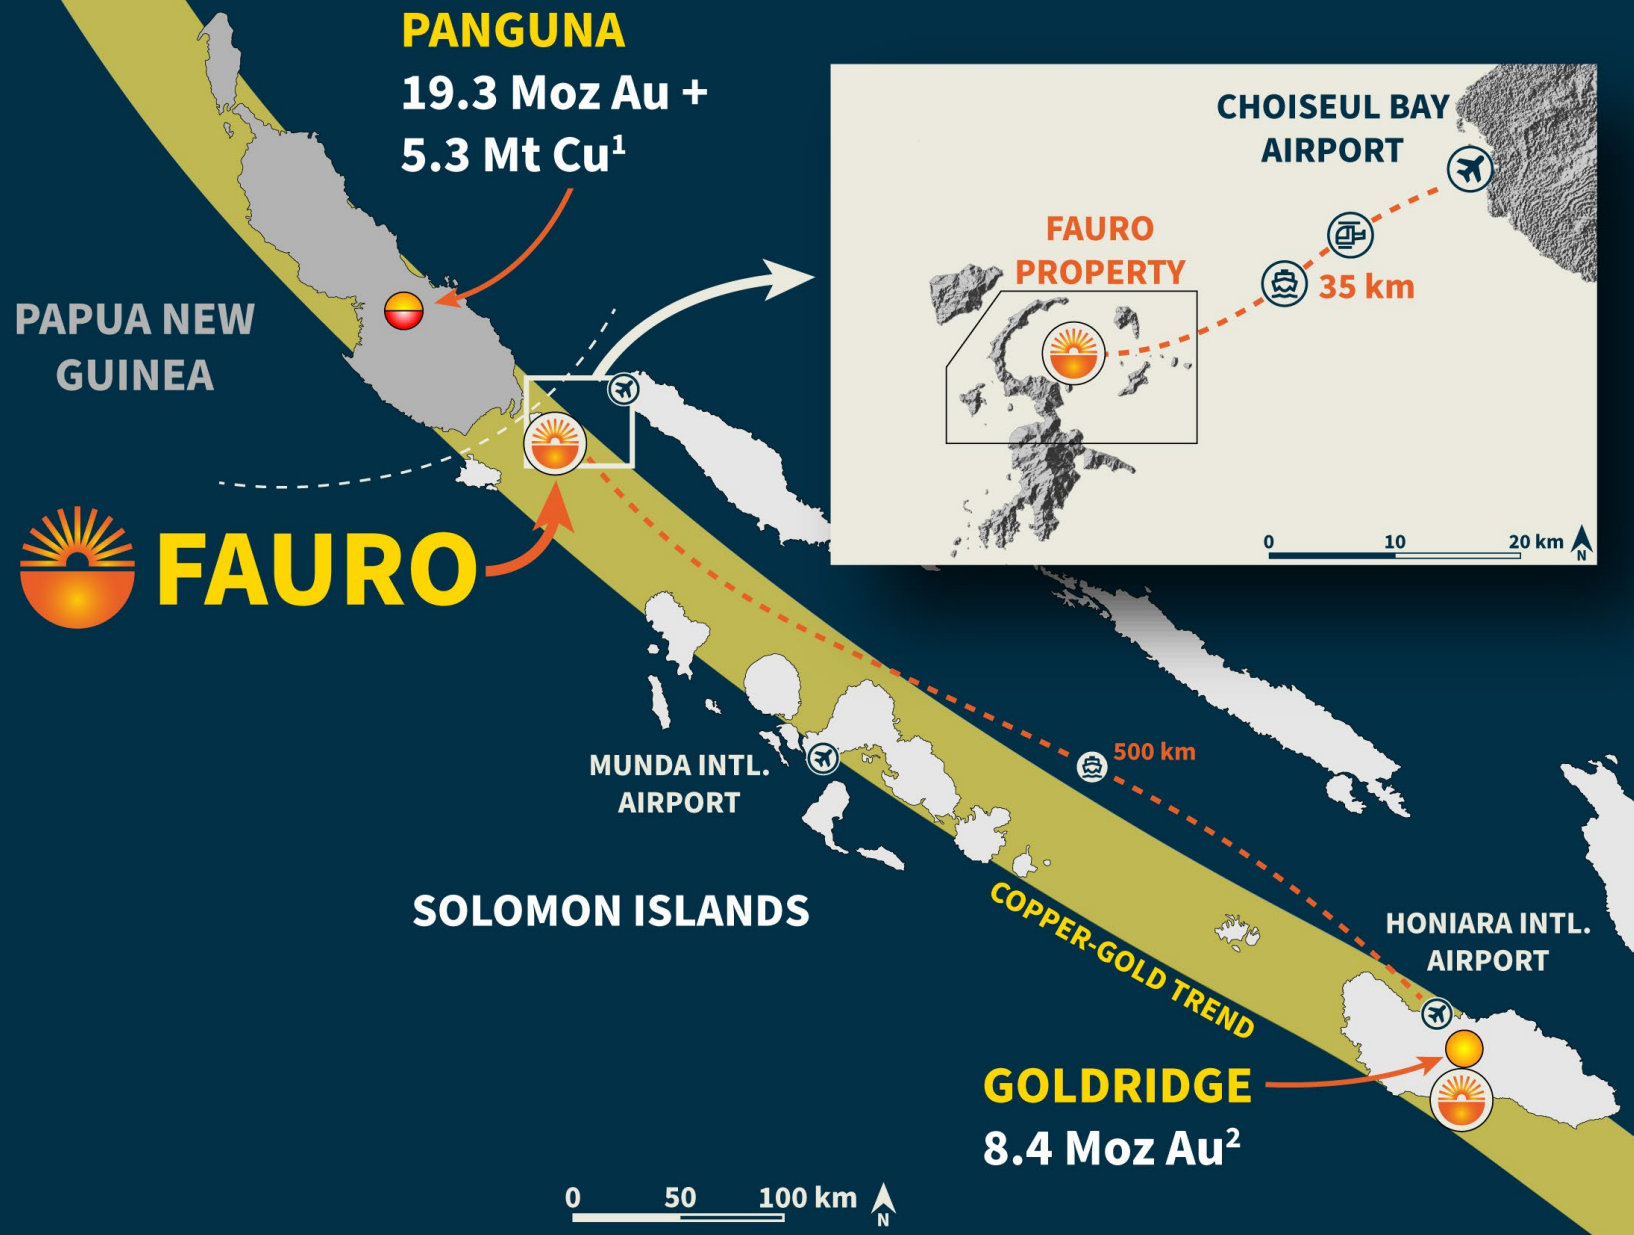 PANGUNA
19.3 Moz Au +
5.3 Mt Cu¹
CHOISEUL BAY
AIRPORT
FAURO
PROPERTY
35 km
0 10 20 km
N
PAPUA NEW
GUINEA
FAURO
500 km
MUNDA INTL.
AIRPORT
SOLOMON ISLANDS
COPPER-GOLD TREND
HONIARA INTL.
AIRPORT
GOLDRIDGE
8.4 Moz Au²
0 50 100 km
N